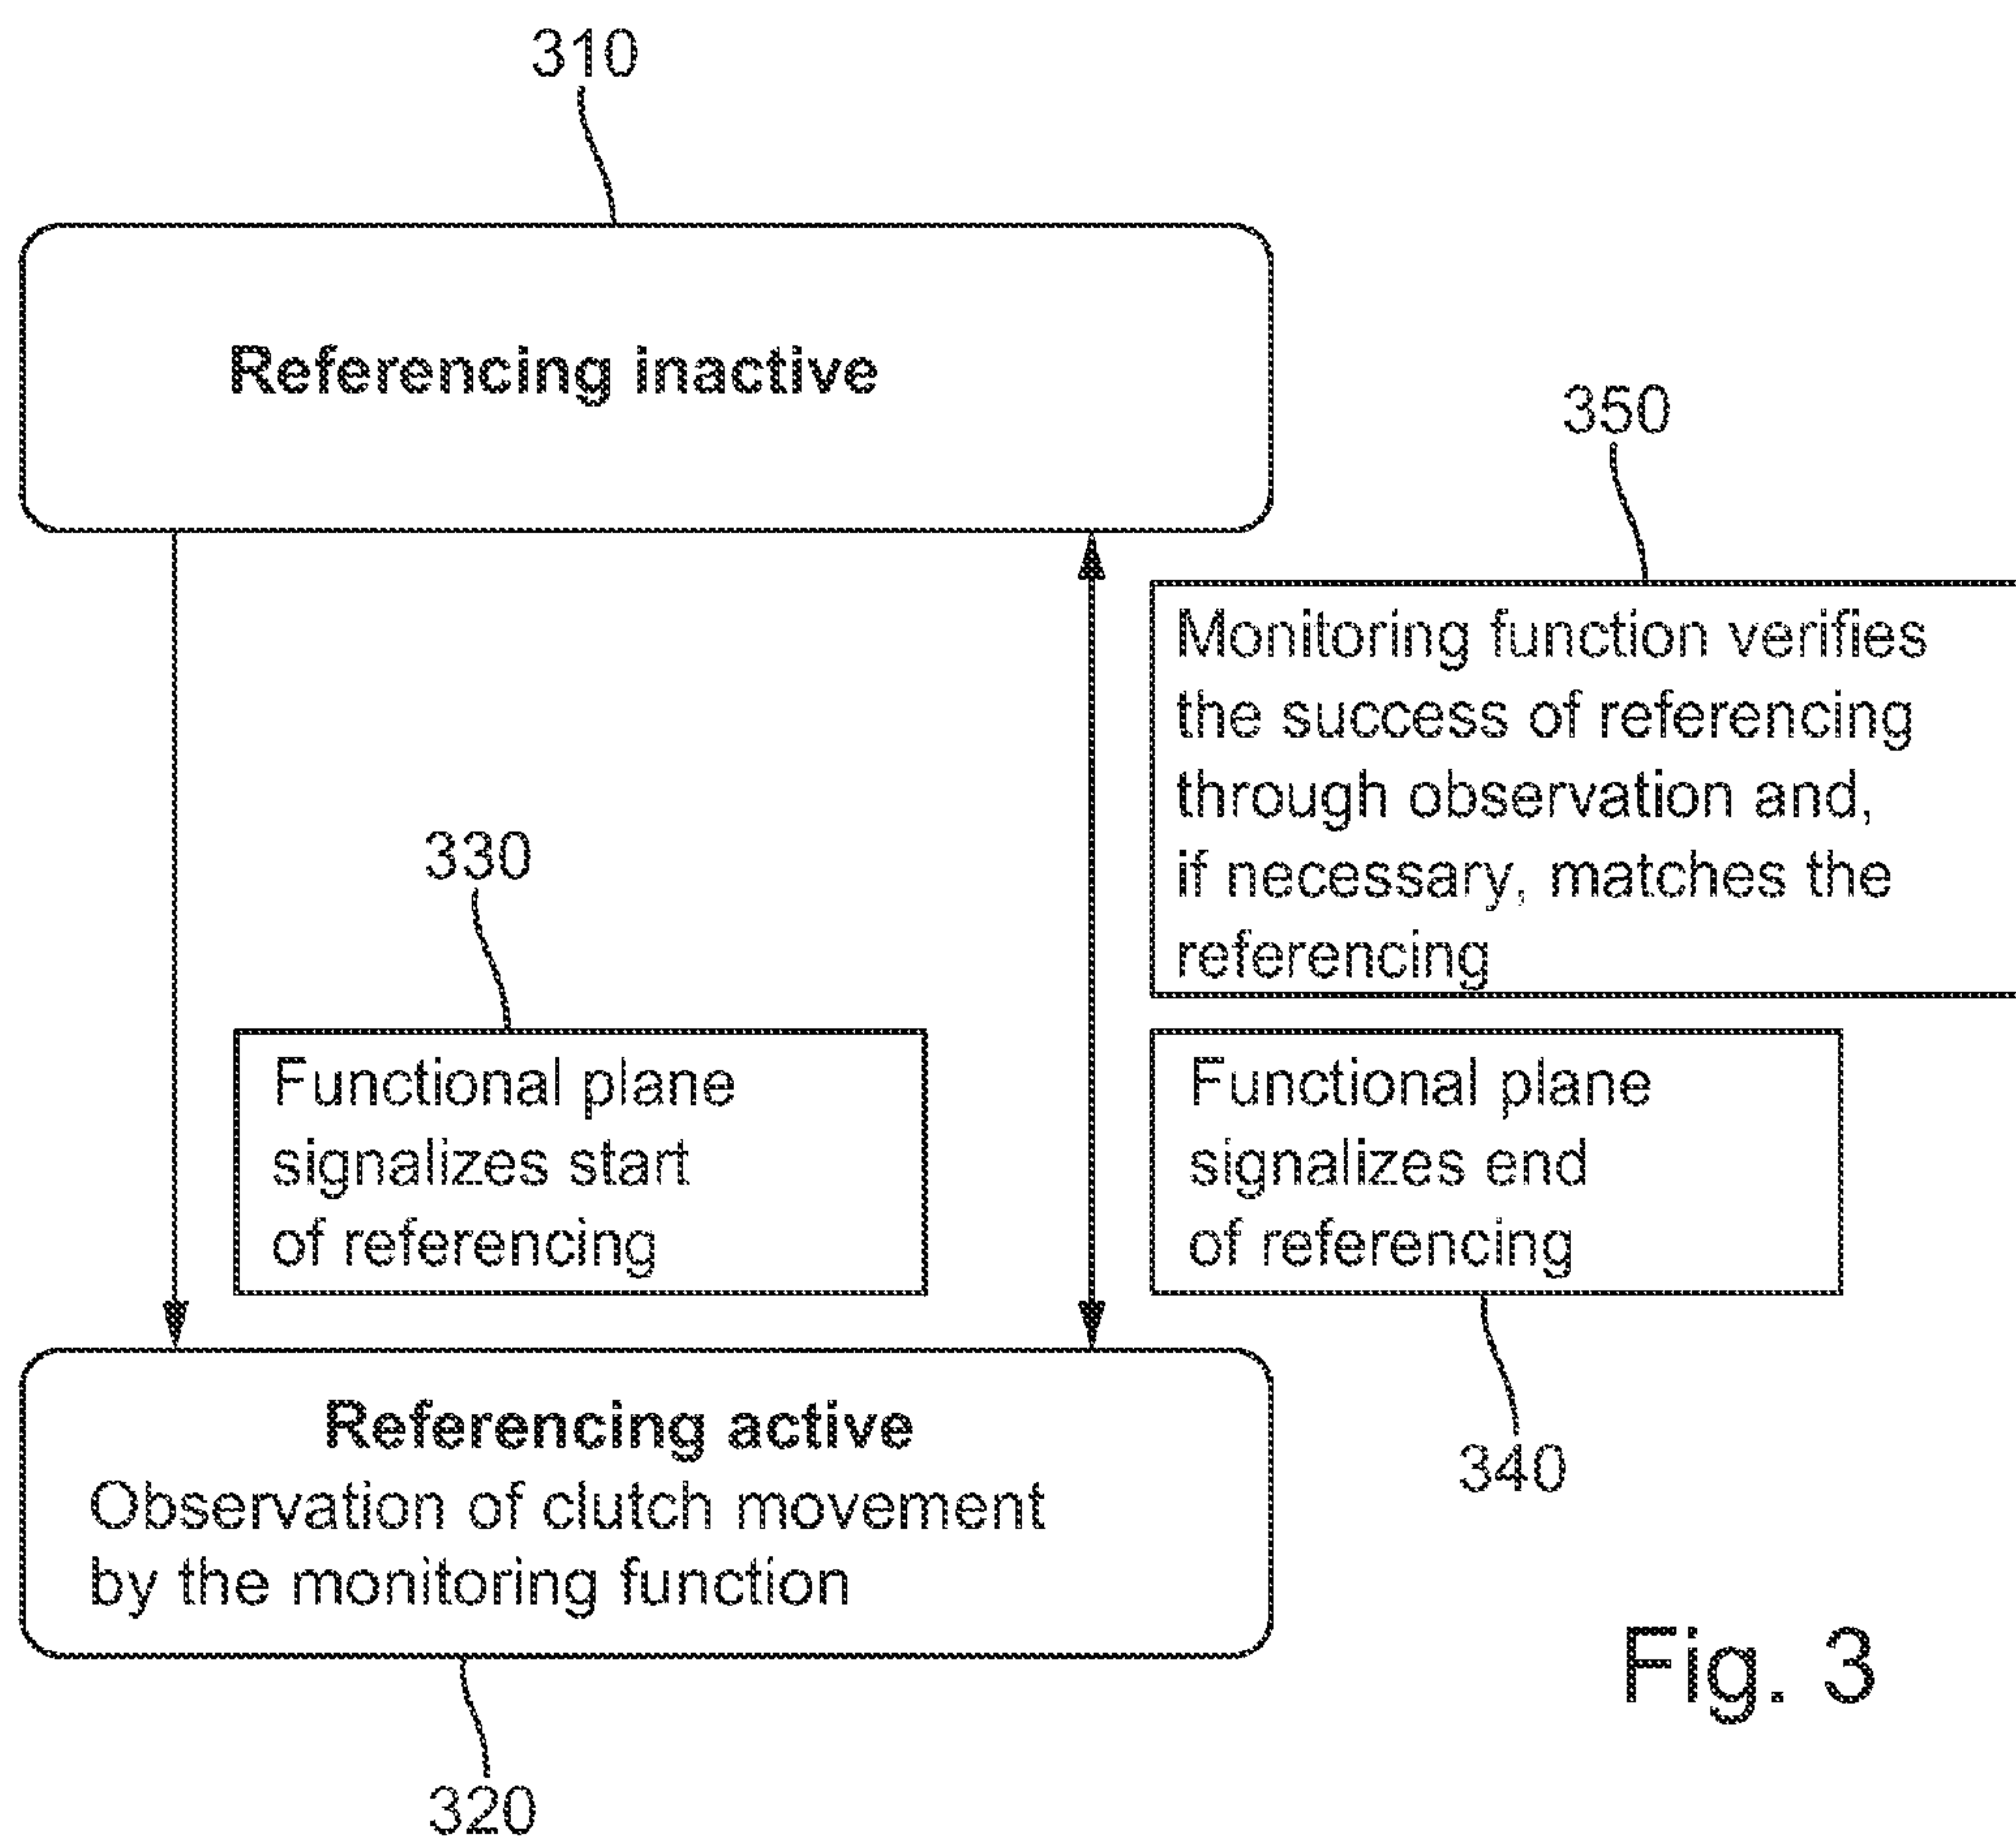 310
Referencing inactive
350
Monitoring function verifies
the success of referencing
through observation and,
if necessary, matches the
referencing
330
Functional plane
signalizes start
of referencing
Functional plane
signalizes end
of referencing
340
Referencing active
Observation of clutch movement
by the monitoring function
320
Fig. 3